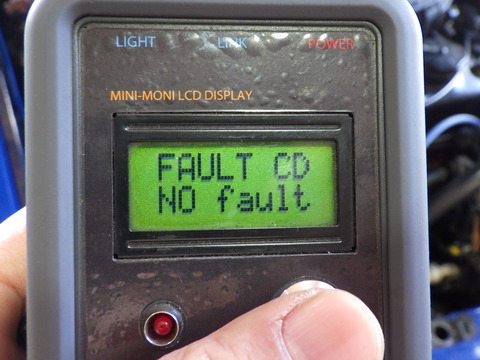 LIGHT LINK POWER
MINI-MONI LCD DISPLAY
FAULT CD
NO fault